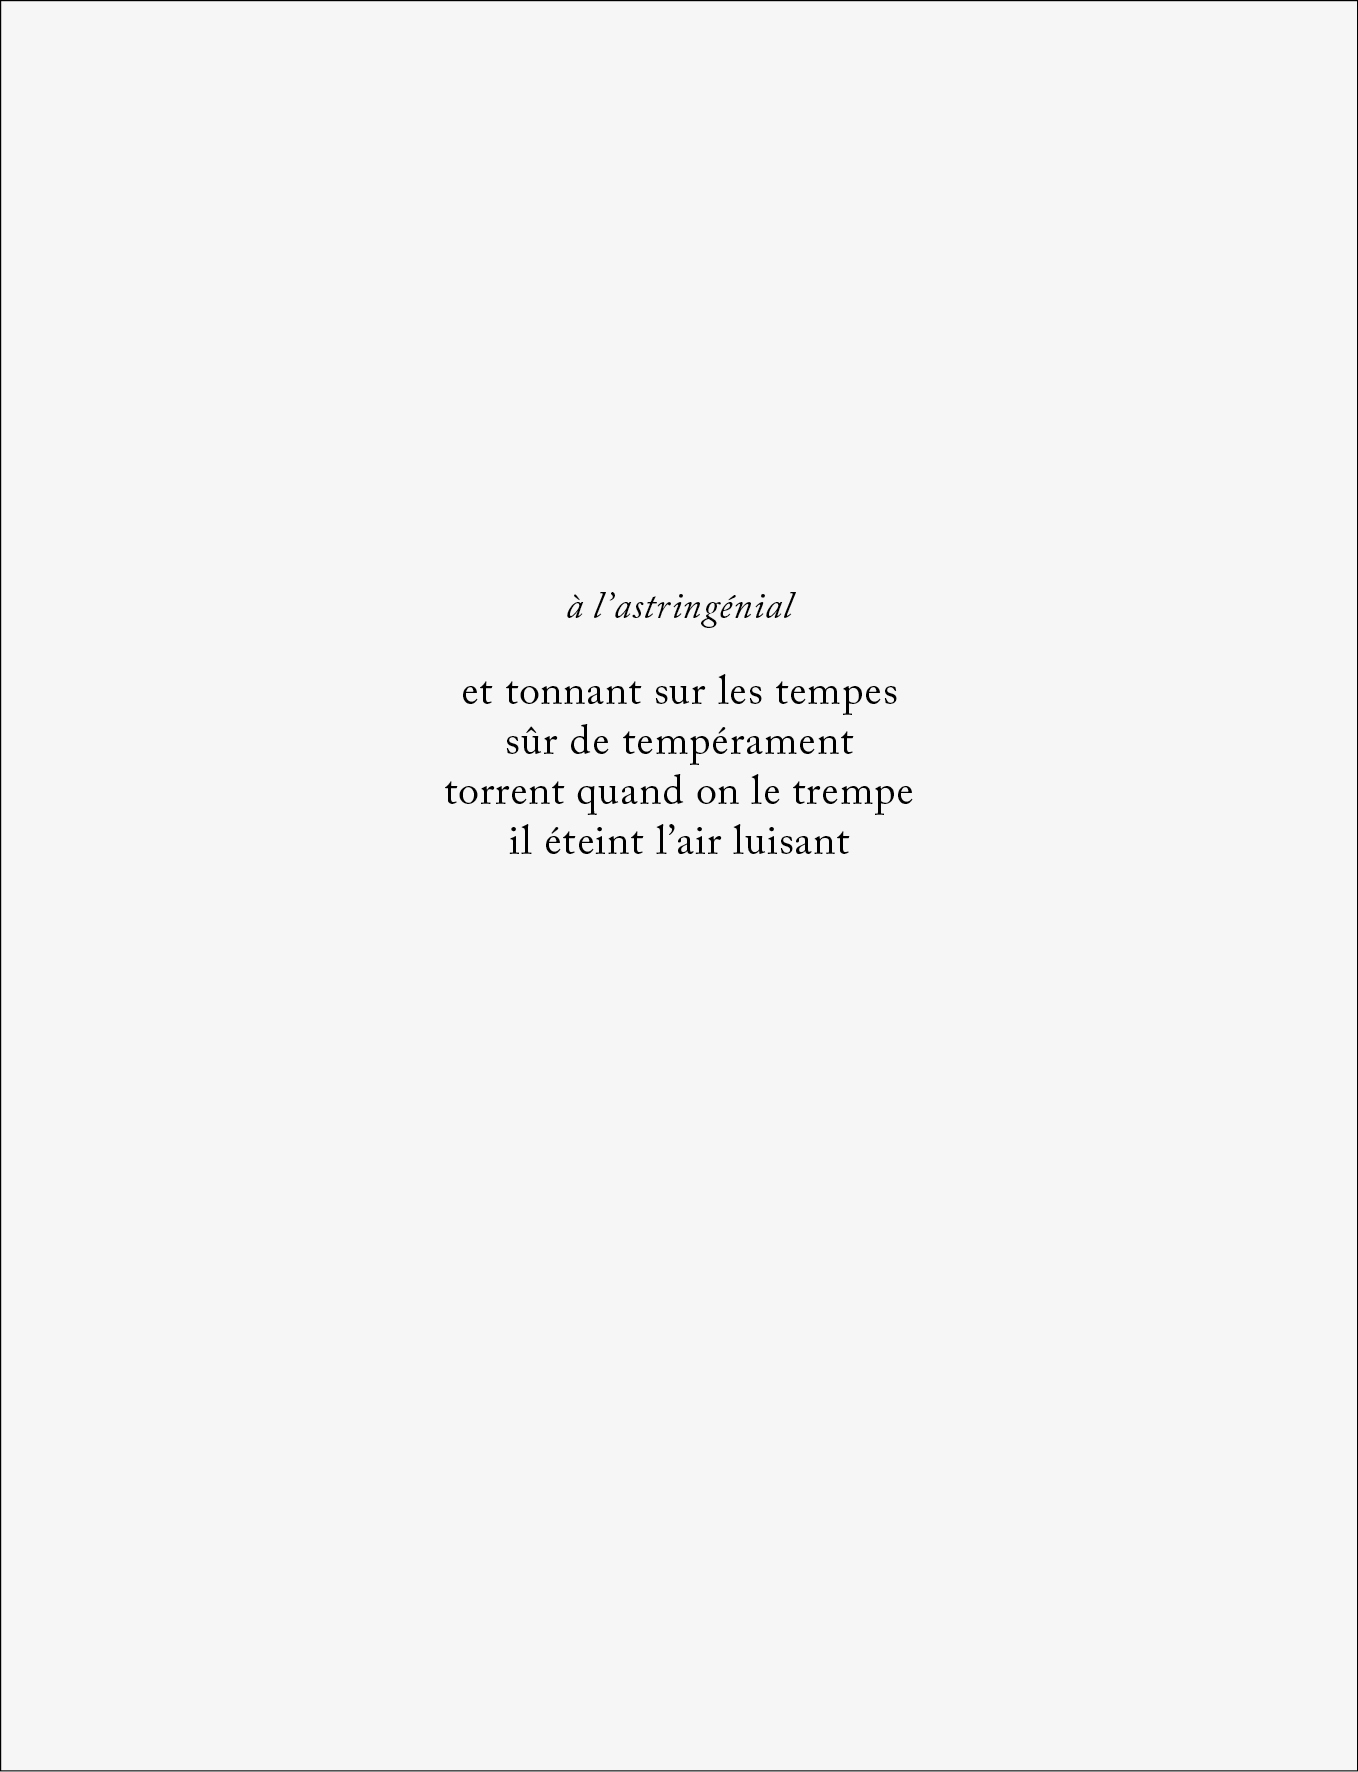 à l’astringénial
et tonnant sur les tempes
sûr de tempérament
torrent quand on le trempe
il éteint l’air luisant